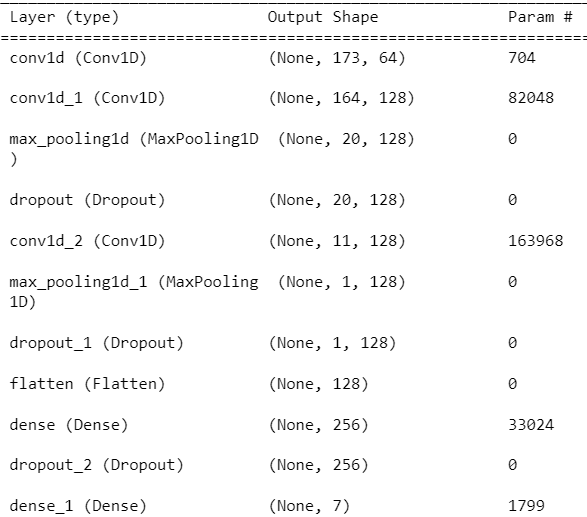 Layer (type) Output Shape Param #
=================================================================
conv1d (Conv1D) (None, 173, 64) 704
conv1d_1 (Conv1D) (None, 164, 128) 82048
max_pooling1d (MaxPooling1D (None, 20, 128) 0
)
dropout (Dropout) (None, 20, 128) 0
conv1d_2 (Conv1D) (None, 11, 128) 163968
max_pooling1d_1 (MaxPooling (None, 1, 128) 0
1D)
dropout_1 (Dropout) (None, 1, 128) 0
flatten (Flatten) (None, 128) 0
dense (Dense) (None, 256) 33024
dropout_2 (Dropout) (None, 256) 0
dense_1 (Dense) (None, 7) 1799